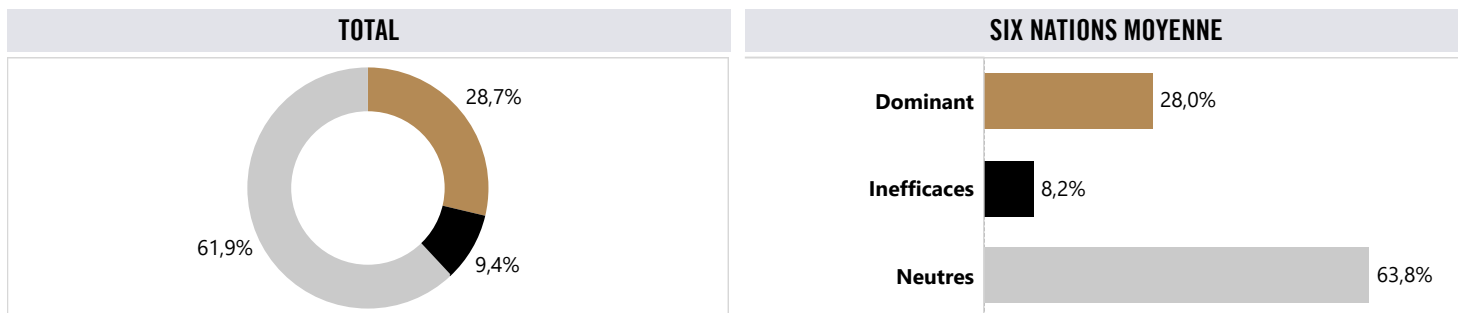 TOTAL
28,7%
61,9%
9,4%
SIX NATIONS MOYENNE
Dominant 28,0%
Inefficaces 8,2%
Neutres 63,8%